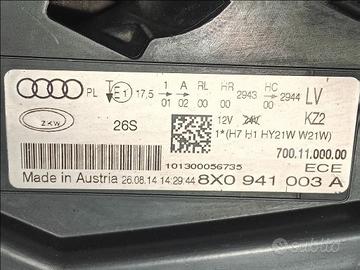 PL E1 17,5 → 1 A RL HR HC LV
01 02 00 00 2943 → 2944
ZKW 26S 12V 24V KZ2
1*(H7 H1 HY21W W21W)
700.11.000.00
101300056735 ECE
Made in Austria 26.08.14 14:29:44 8X0 941 003 A
subito